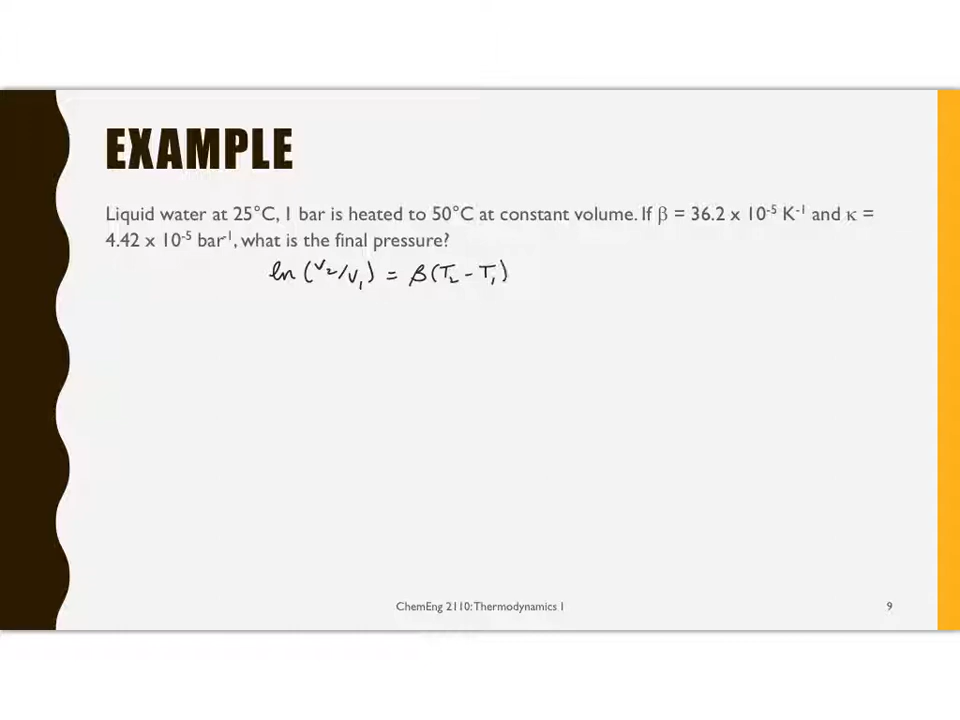 EXAMPLE
Liquid water at 25°C, 1 bar is heated to 50°C at constant volume. If β = 36.2 x 10⁻⁵ K⁻¹ and κ =
4.42 x 10⁻⁵ bar⁻¹, what is the final pressure?
ln (V₂/V₁) = β(T₂ - T₁)
ChemEng 2110: Thermodynamics 1
9